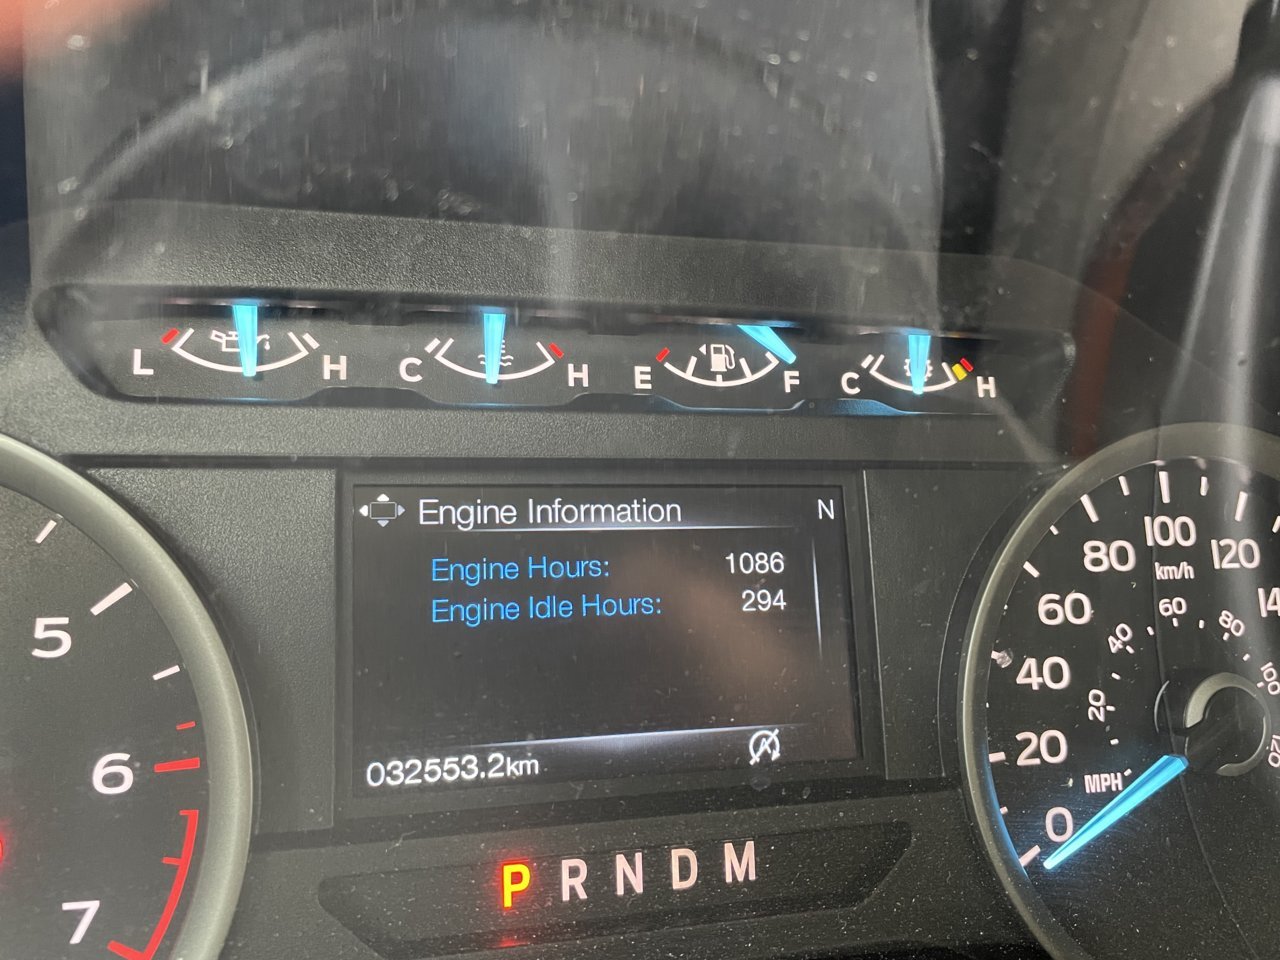 L H C H E F C H
Engine Information N
Engine Hours: 1086
Engine Idle Hours: 294
032553.2km
P R N D M
5
6
7
0 20 40 60 80 100 120
km/h
20 40 60 80 100 120
MPH